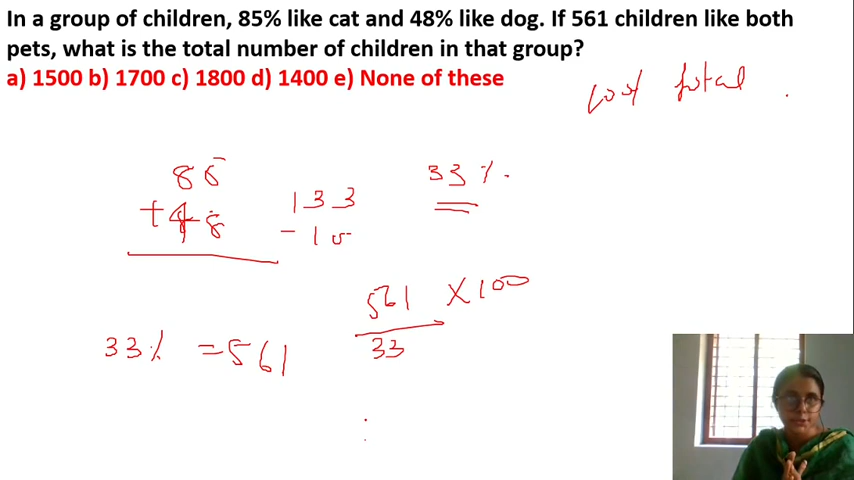 In a group of children, 85% like cat and 48% like dog. If 561 children like both
pets, what is the total number of children in that group?
a) 1500 b) 1700 c) 1800 d) 1400 e) None of these
total
85
+48
133
- 10
33%.
33% =561
561 ×100
33